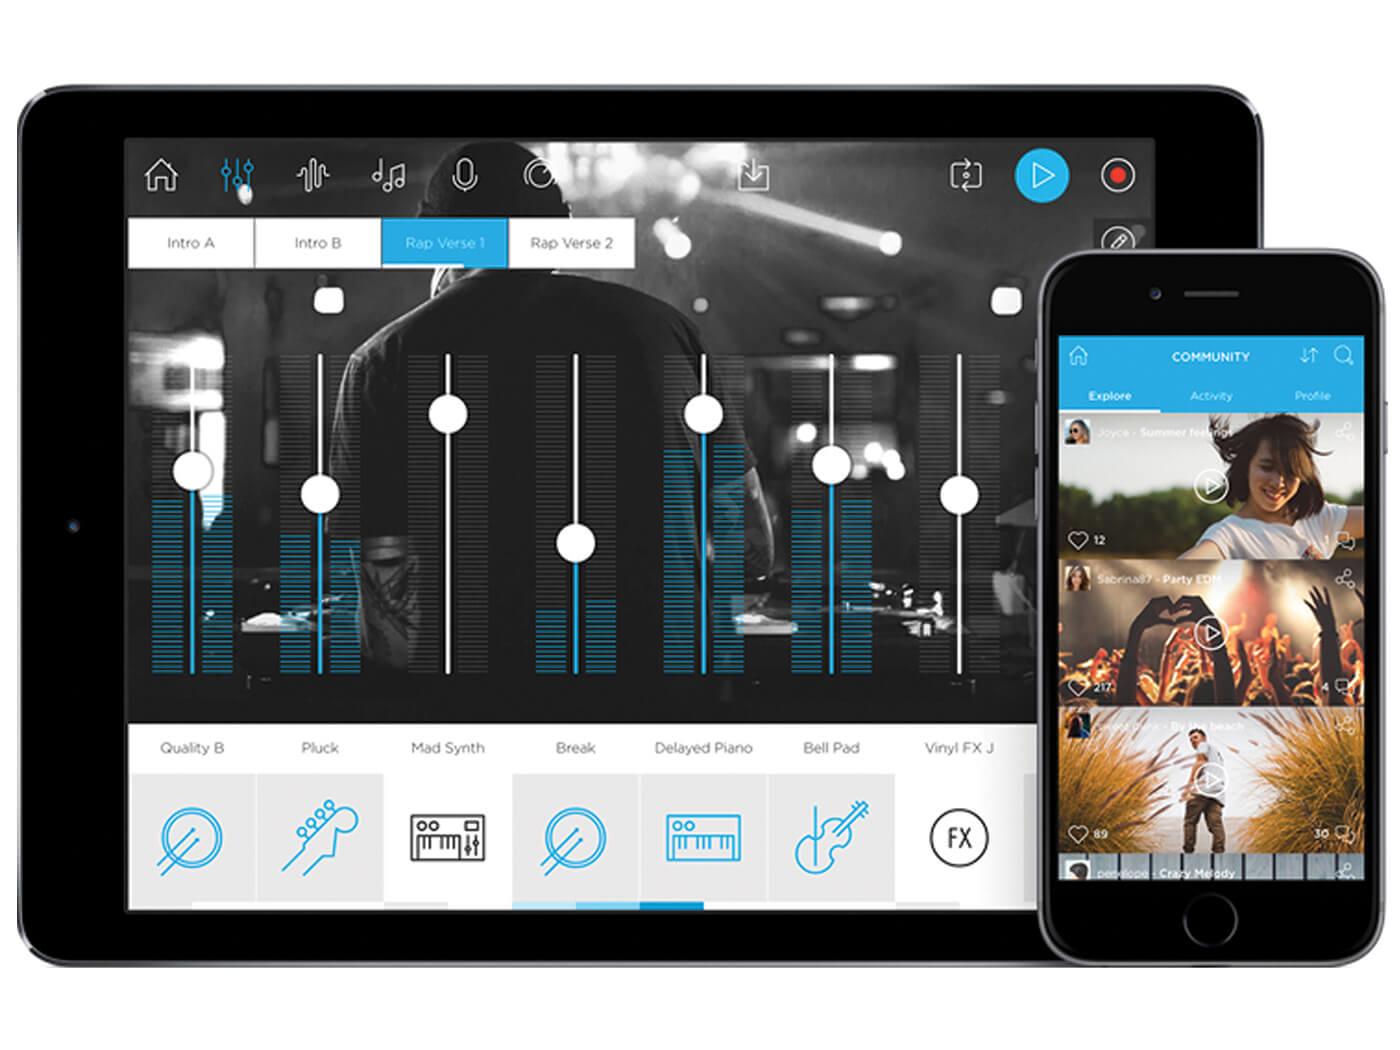 Intro A
Intro B
Rap Verse 1
Rap Verse 2
Quality B
Pluck
Mad Synth
Break
Delayed Piano
Bell Pad
Vinyl FX J
FX
COMMUNITY
Explore
Activity
Profile
Joyce - Summer feelings
12
1
Sabrina87 - Party EDM
217
4
- By the beach
89
30
penelope - Crazy Melody